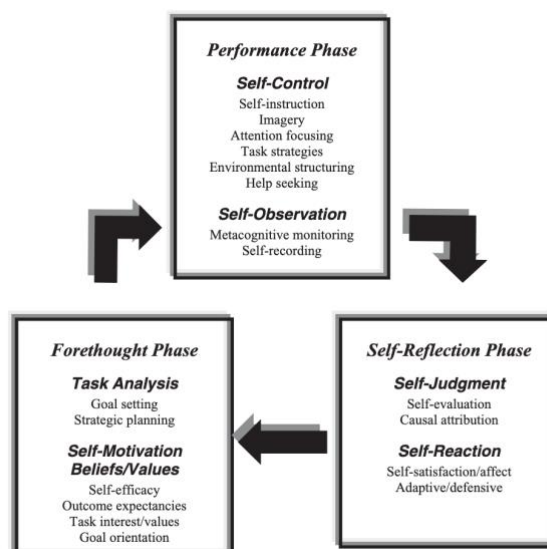 Performance Phase
Self-Control
Self-instruction
Imagery
Attention focusing
Task strategies
Environmental structuring
Help seeking
Self-Observation
Metacognitive monitoring
Self-recording
Forethought Phase
Task Analysis
Goal setting
Strategic planning
Self-Motivation
Beliefs/Values
Self-efficacy
Outcome expectancies
Task interest/values
Goal orientation
Self-Reflection Phase
Self-Judgment
Self-evaluation
Causal attribution
Self-Reaction
Self-satisfaction/affect
Adaptive/defensive